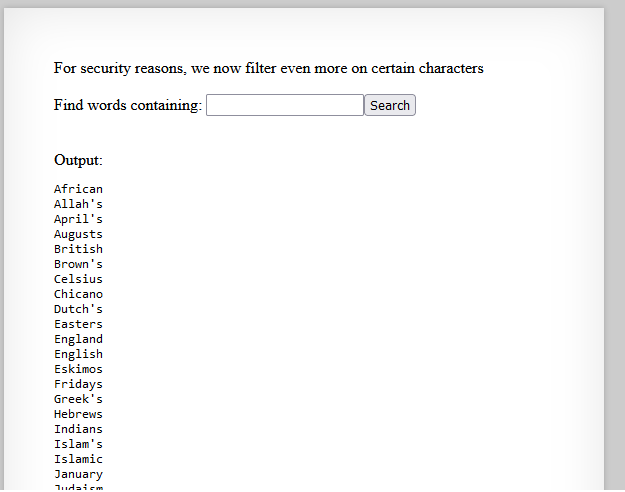 For security reasons, we now filter even more on certain characters
Find words containing: Search
Output:
African
Allah's
April's
Augusts
British
Brown's
Celsius
Chicano
Dutch's
Easters
England
English
Eskimos
Fridays
Greek's
Hebrews
Indians
Islam's
Islamic
January
Judaism